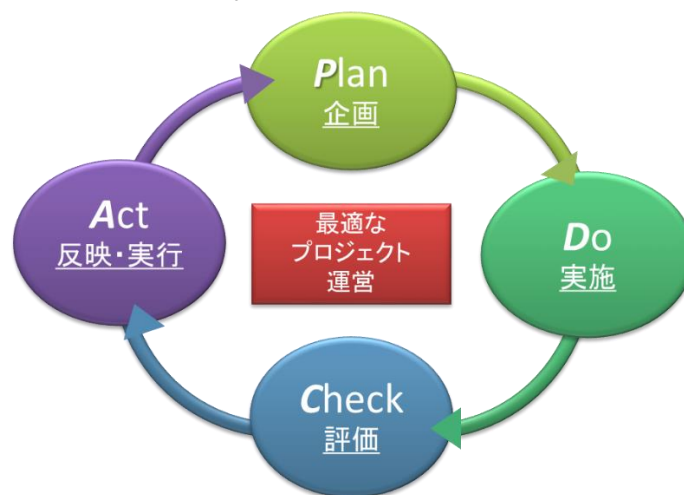 Plan
企画
Do
実施
Check
評価
Act
反映・実行
最適な
プロジェクト
運営